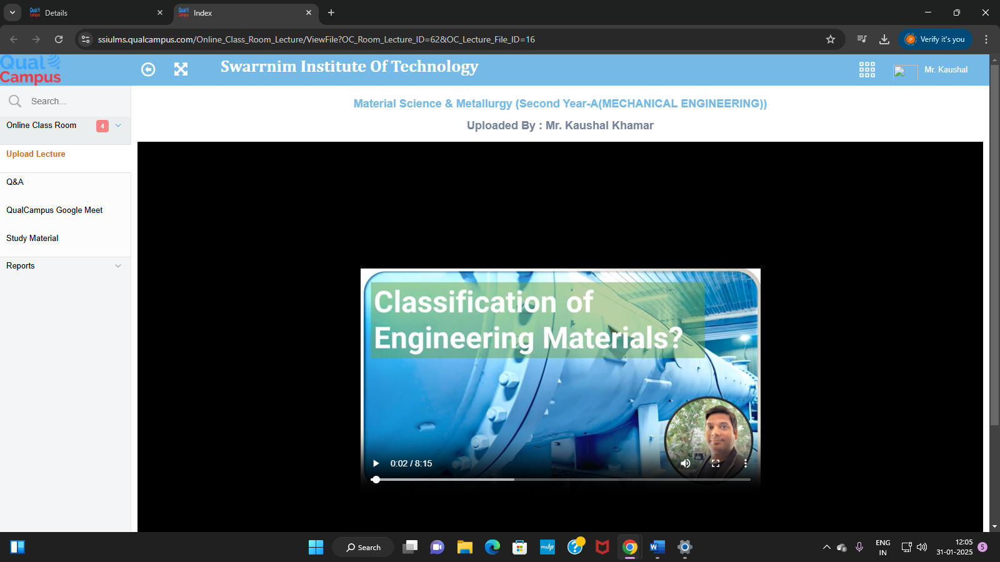 Details
Index
ssiulms.qualcampus.com/Online_Class_Room_Lecture/ViewFile?OC_Room_Lecture_ID=62&OC_Lecture_File_ID=16
P
Verify it's you
Qual
Campus
Swarrnim Institute Of Technology
Mr. Kaushal
Search...
Material Science & Metallurgy (Second Year-A(MECHANICAL ENGINEERING))
Online Class Room 4
Uploaded By : Mr. Kaushal Khamar
Upload Lecture
Q&A
QualCampus Google Meet
Study Material
Reports
Classification of
Engineering Materials?
0:02 / 8:15
Search
myhp
W
ENG
IN
12:05
31-01-2025
5